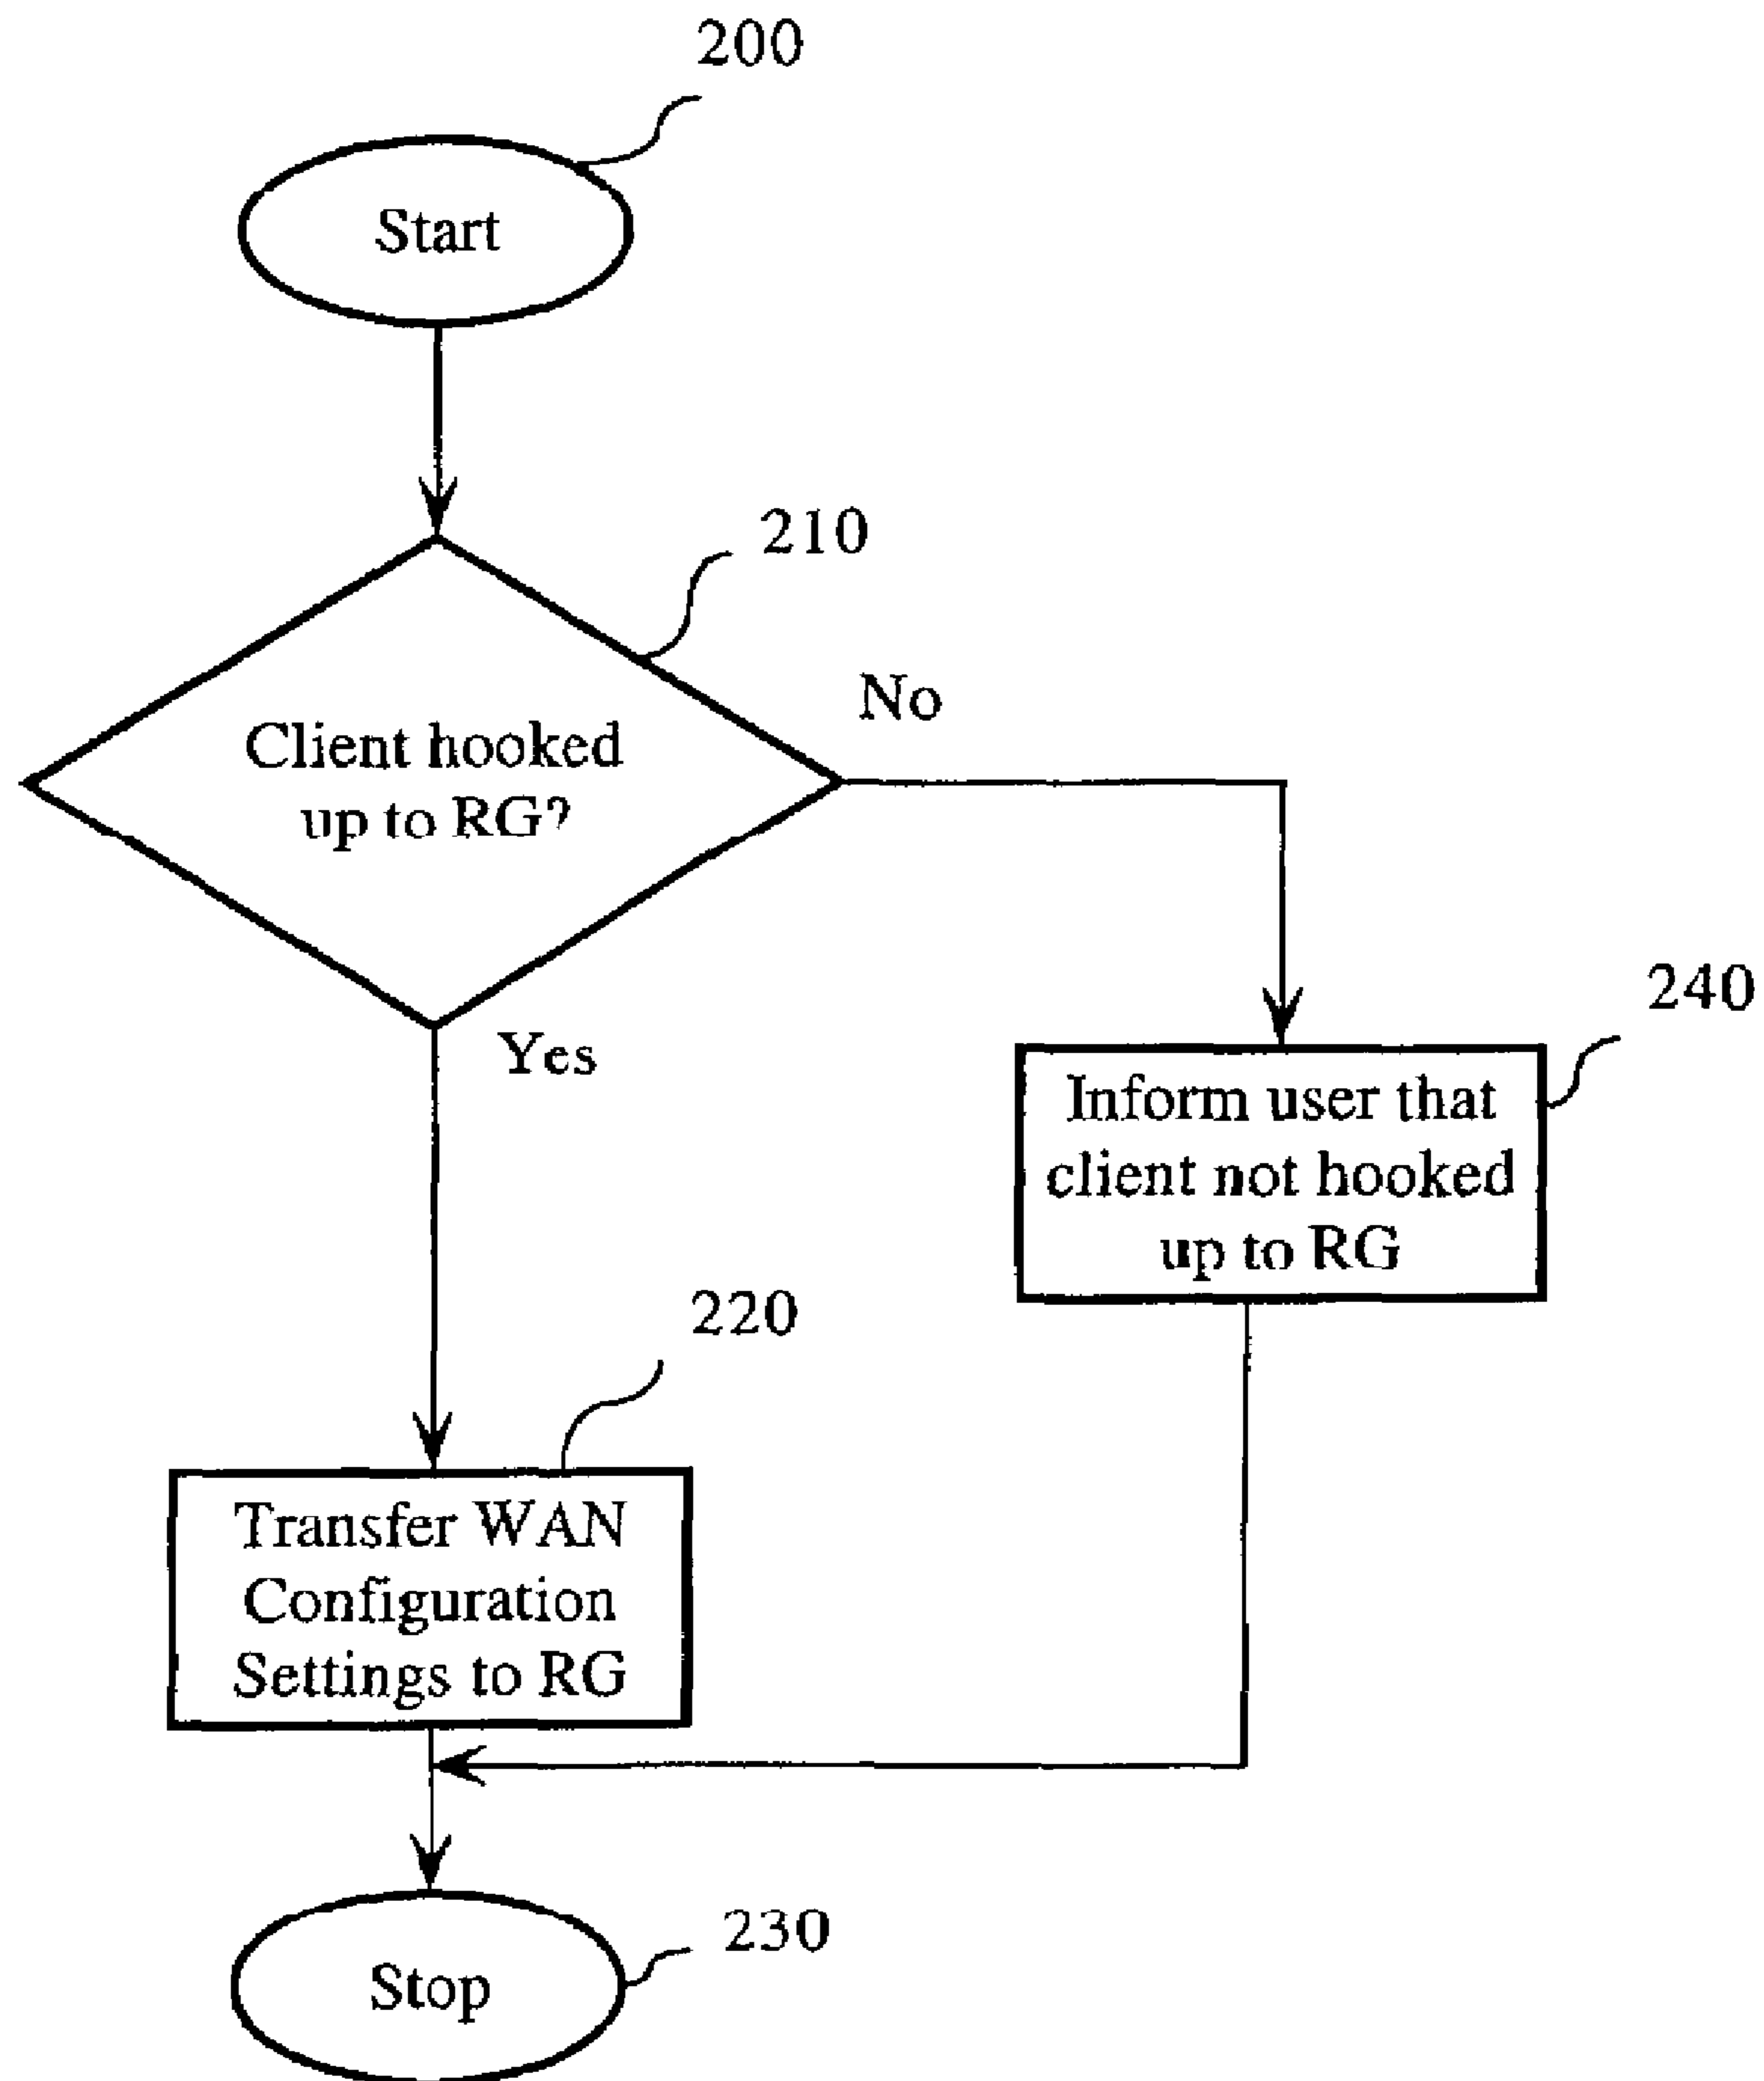 200
Start
210
No
Client hooked
up to RG?
Yes
240
Inform user that
client not hooked
up to RG
220
Transfer WAN
Configuration
Settings to RG
230
Stop